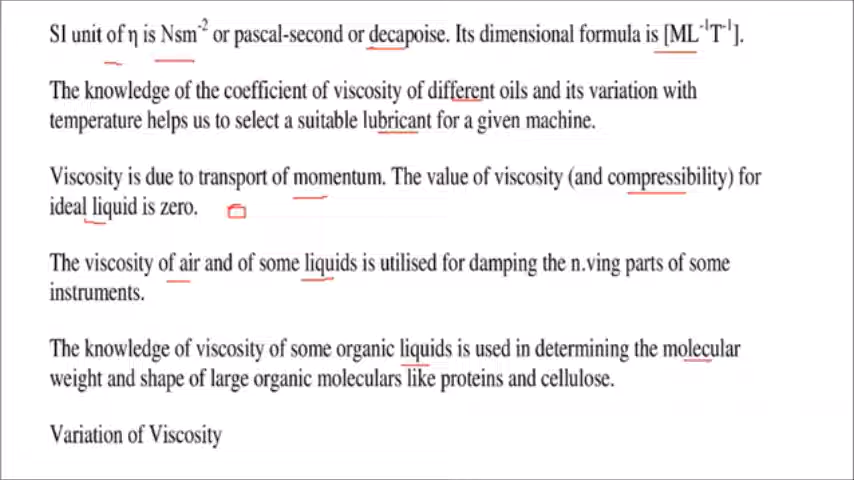 SI unit of η is Nsm⁻² or pascal-second or decapoise. Its dimensional formula is [ML⁻¹T⁻¹].
The knowledge of the coefficient of viscosity of different oils and its variation with
temperature helps us to select a suitable lubricant for a given machine.
Viscosity is due to transport of momentum. The value of viscosity (and compressibility) for
ideal liquid is zero.
The viscosity of air and of some liquids is utilised for damping the n.ving parts of some
instruments.
The knowledge of viscosity of some organic liquids is used in determining the molecular
weight and shape of large organic moleculars like proteins and cellulose.
Variation of Viscosity